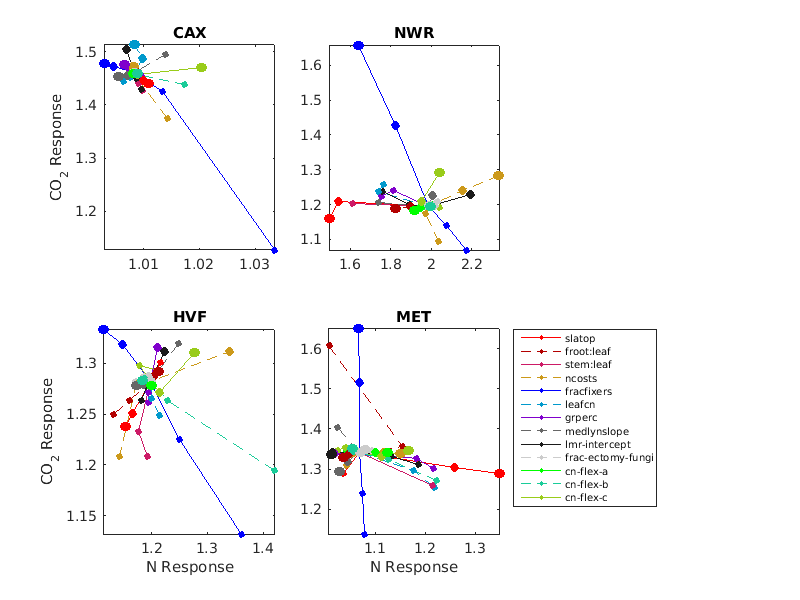 CAX
NWR
CO2 Response
1.5
1.4
1.3
1.2
1.01
1.02
1.03
1.6
1.5
1.4
1.3
1.2
1.1
1.6
1.8
2
2.2
HVF
MET
CO2 Response
1.3
1.25
1.2
1.15
1.2
1.3
1.4
N Response
1.6
1.5
1.4
1.3
1.2
1.1
1.2
1.3
N Response
slatop
froot:leaf
stem:leaf
ncosts
fracfixers
leafcn
grperc
medlynslope
lmr-intercept
frac-ectomy-fungi
cn-flex-a
cn-flex-b
cn-flex-c